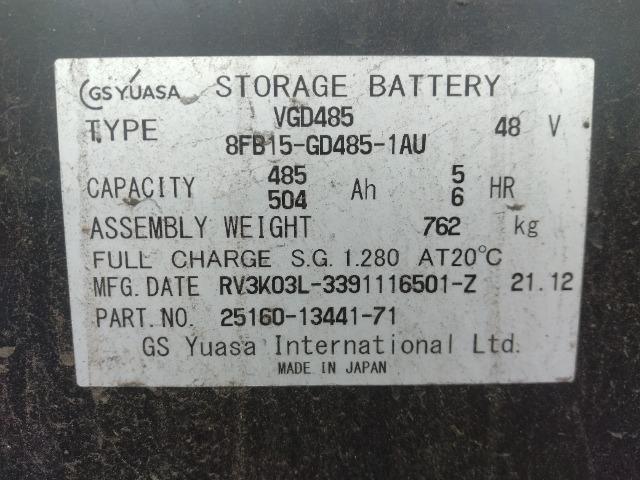 GS YUASA STORAGE BATTERY
TYPE VGD485 48 V
8FB15-GD485-1AU
CAPACITY 485 Ah 5 HR
504 6
ASSEMBLY WEIGHT 762 kg
FULL CHARGE S.G. 1.280 AT20°C
MFG.DATE RV3K03L-3391116501-Z 21.12
PART.NO. 25160-13441-71
GS Yuasa International Ltd.
MADE IN JAPAN